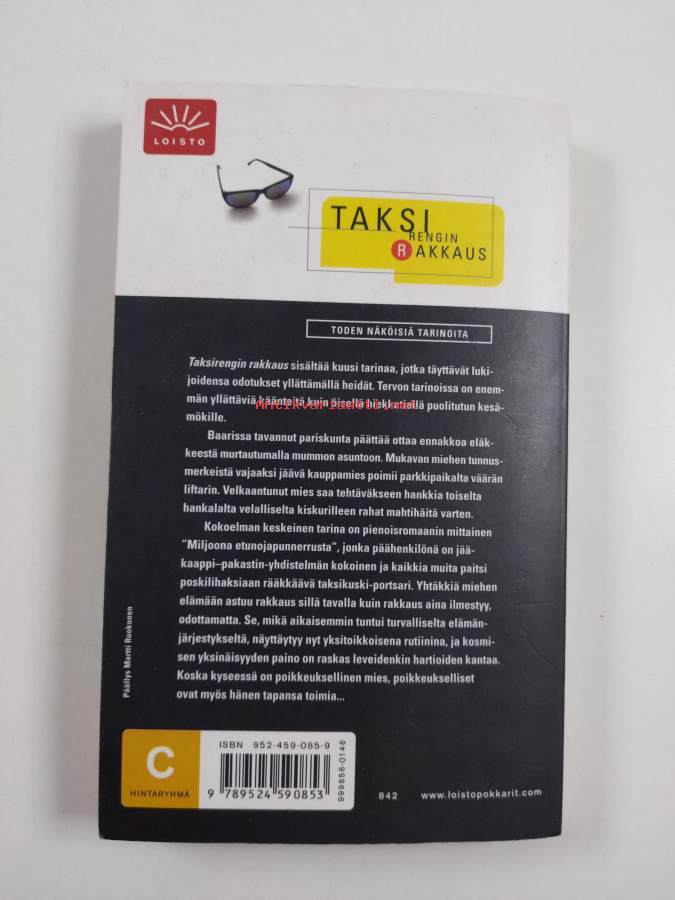 LOISTO
TAKSI
RENGIN
RAKKAUS
TODEN NÄKÖISIÄ TARINOITA
Taksirengin rakkaus sisältää kuusi tarinaa, jotka täyttävät luki-
joidensa odotukset yllättämällä heidät. Tervon tarinoissa on enem-
män yllättäviä käänteitä kuin öisellä hiekkatiellä puolitutun kesä-
mökille.
Baarissa tavannut pariskunta päättää ottaa ennakkoa eläk-
keestä murtautumalla mummon asuntoon. Mukavan miehen tunnus-
merkeistä vajaaksi jäävä kauppamies poimii parkkipaikalta väärän
liftarin. Velkaantunut mies saa tehtäväkseen hankkia toiselta
hankalalta velalliselta kiskurilleen rahat mahtihäitä varten.
Kokoelman keskeinen tarina on pienoisromaanin mittainen
"Miljoona etunojapunnerrusta", jonka päähenkilönä on jää-
kaappi–pakastin-yhdistelmän kokoinen ja kaikkia muita paitsi
poskilihaksiaan rääkkäävä taksikuski-portsari. Yhtäkkiä miehen
elämään astuu rakkaus sillä tavalla kuin rakkaus aina ilmestyy,
odottamatta. Se, mikä aikaisemmin tuntui turvalliselta elämän-
järjestykseltä, näyttäytyy nyt yksitoikkoisena rutiinina, ja kosmi-
sen yksinäisyyden paino on raskas leveidenkin hartioiden kantaa.
Koska kyseessä on poikkeuksellinen mies, poikkeukselliset
ovat myös hänen tapansa toimia...
Päällys Martti Ruokonen
C
HINTARYHMÄ
ISBN 952-459-085-9
9 789524 590853
999656-0146
842
www.loistopokkarit.com